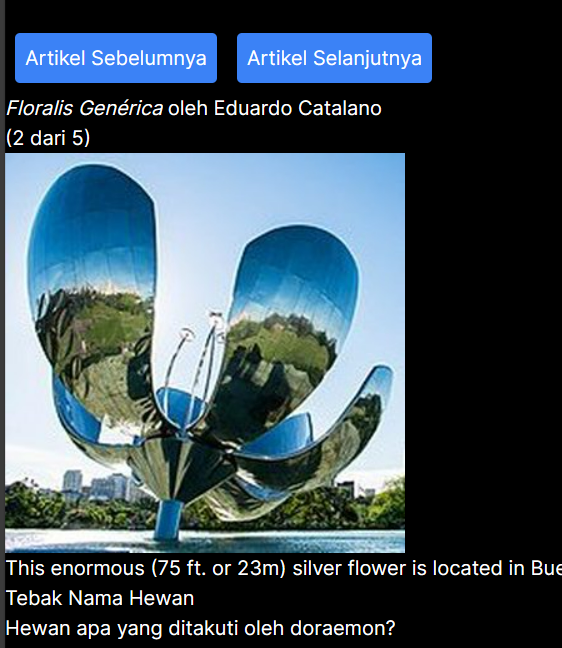 Artikel Sebelumnya Artikel Selanjutnya
Floralis Genérica oleh Eduardo Catalano
(2 dari 5)
This enormous (75 ft. or 23m) silver flower is located in Bue
Tebak Nama Hewan
Hewan apa yang ditakuti oleh doraemon?